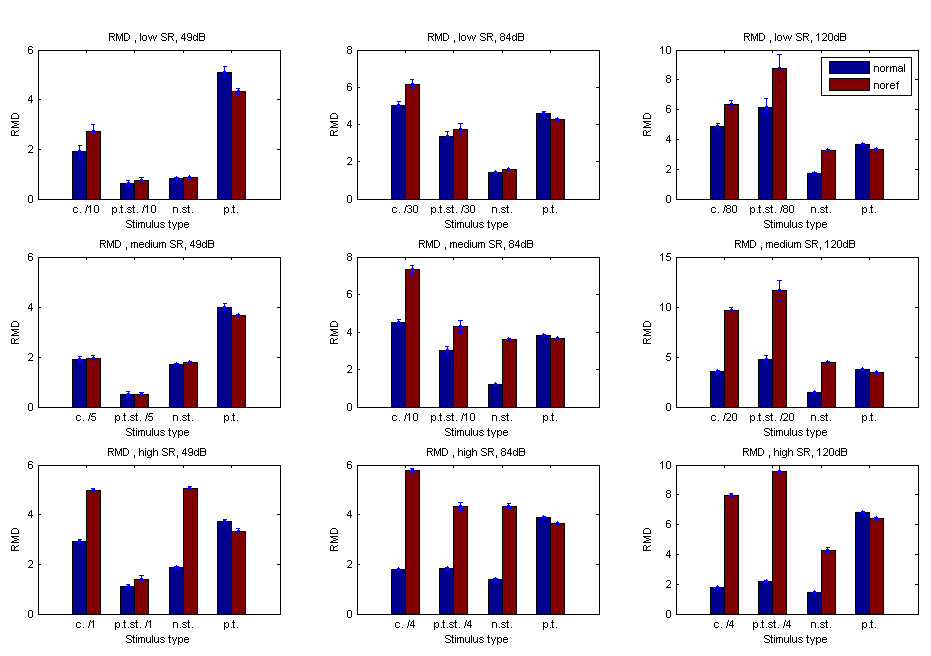 RMD , low SR, 49dB
RMD
6
4
2
0
c. /10 p.t.st. /10 n.st. p.t.
Stimulus type
RMD , low SR, 84dB
RMD
8
6
4
2
0
c. /30 p.t.st. /30 n.st. p.t.
Stimulus type
RMD , low SR, 120dB
RMD
10
8
6
4
2
0
normal
noref
c. /80 p.t.st. /80 n.st. p.t.
Stimulus type
RMD , medium SR, 49dB
RMD
6
4
2
0
c. /5 p.t.st. /5 n.st. p.t.
Stimulus type
RMD , medium SR, 84dB
RMD
8
6
4
2
0
c. /10 p.t.st. /10 n.st. p.t.
Stimulus type
RMD , medium SR, 120dB
RMD
15
10
5
0
c. /20 p.t.st. /20 n.st. p.t.
Stimulus type
RMD , high SR, 49dB
RMD
6
4
2
0
c. /1 p.t.st. /1 n.st. p.t.
Stimulus type
RMD , high SR, 84dB
RMD
6
4
2
0
c. /4 p.t.st. /4 n.st. p.t.
Stimulus type
RMD , high SR, 120dB
RMD
10
8
6
4
2
0
c. /4 p.t.st. /4 n.st. p.t.
Stimulus type